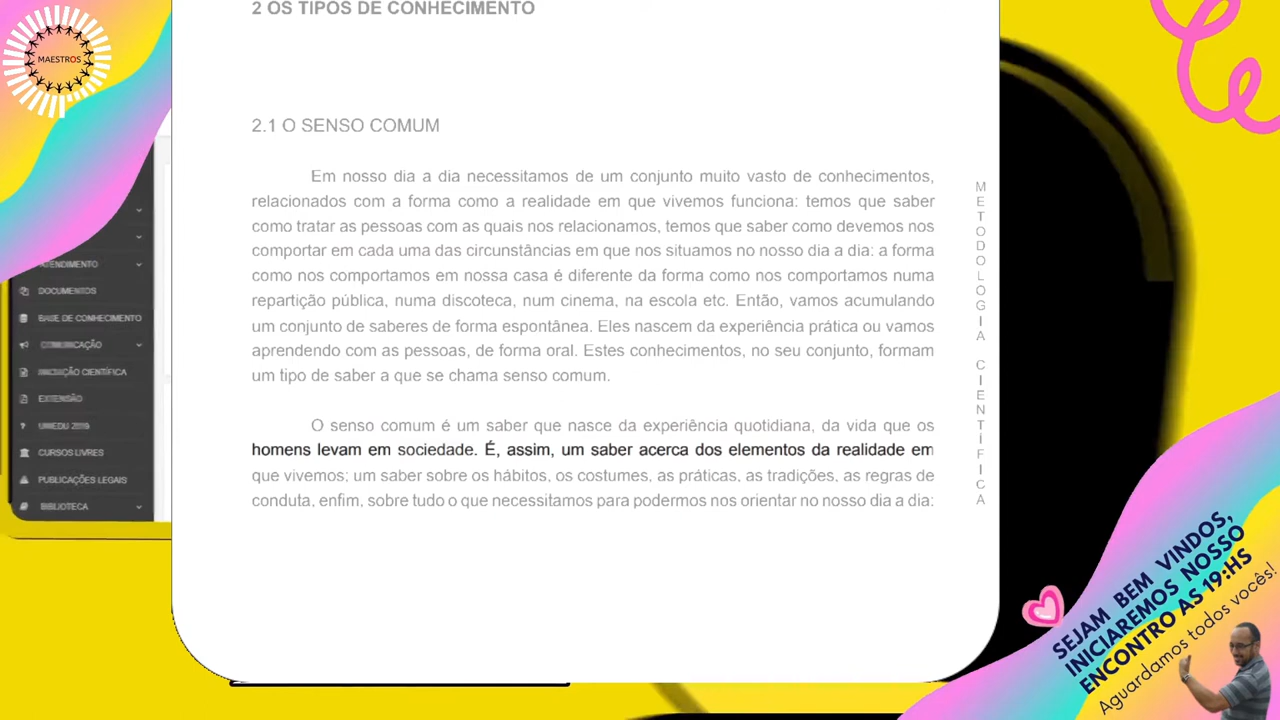 MAESTROS
2 OS TIPOS DE CONHECIMENTO
2.1 O SENSO COMUM
Em nosso dia a dia necessitamos de um conjunto muito vasto de conhecimentos,
relacionados com a forma como a realidade em que vivemos funciona: temos que saber
como tratar as pessoas com as quais nos relacionamos, temos que saber como devemos nos
comportar em cada uma das circunstâncias em que nos situamos no nosso dia a dia: a forma
como nos comportamos em nossa casa é diferente da forma como nos comportamos numa
repartição pública, numa discoteca, num cinema, na escola etc. Então, vamos acumulando
um conjunto de saberes de forma espontânea. Eles nascem da experiência prática ou vamos
aprendendo com as pessoas, de forma oral. Estes conhecimentos, no seu conjunto, formam
um tipo de saber a que se chama senso comum.
O senso comum é um saber que nasce da experiência quotidiana, da vida que os
homens levam em sociedade. É, assim, um saber acerca dos elementos da realidade em
que vivemos; um saber sobre os hábitos, os costumes, as práticas, as tradições, as regras de
conduta, enfim, sobre tudo o que necessitamos para podermos nos orientar no nosso dia a dia:
METODOLOGIA CIENTÍFICA
ATENDIMENTO
DOCUMENTOS
BASE DE CONHECIMENTO
COMUNICAÇÃO
INICIAÇÃO CIENTÍFICA
EXTENSÃO
CURSOS LIVRES
PUBLICAÇÕES LEGAIS
BIBLIOTECA
SEJAM BEM VINDOS,
INICIAREMOS NOSSO
ENCONTRO AS 19:HS
Aguardamos todos vocês!